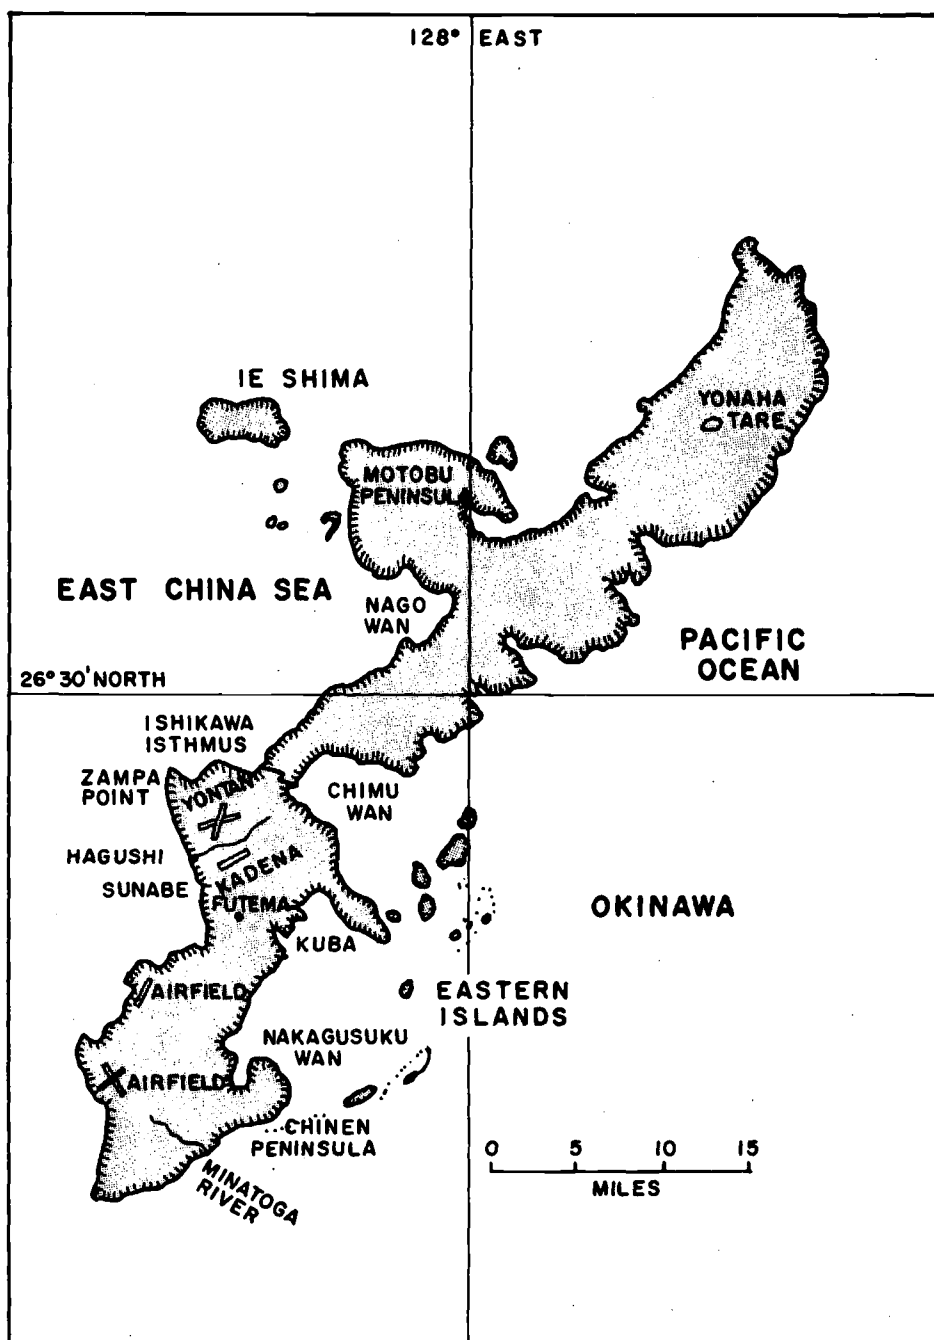 128° EAST
IE SHIMA
YONAHA
TARE
MOTOBU
PENINSULA
EAST CHINA SEA
NAGO
WAN
PACIFIC
OCEAN
26° 30' NORTH
ISHIKAWA
ISTHMUS
ZAMPA
POINT
YONTAN
CHIMU
WAN
HAGUSHI
SUNABE
KADENA
FUTEMA
OKINAWA
KUBA
AIRFIELD
EASTERN
ISLANDS
NAKAGUSUKU
WAN
AIRFIELD
CHINEN
PENINSULA
MINATOGA
RIVER
0 5 10 15
MILES